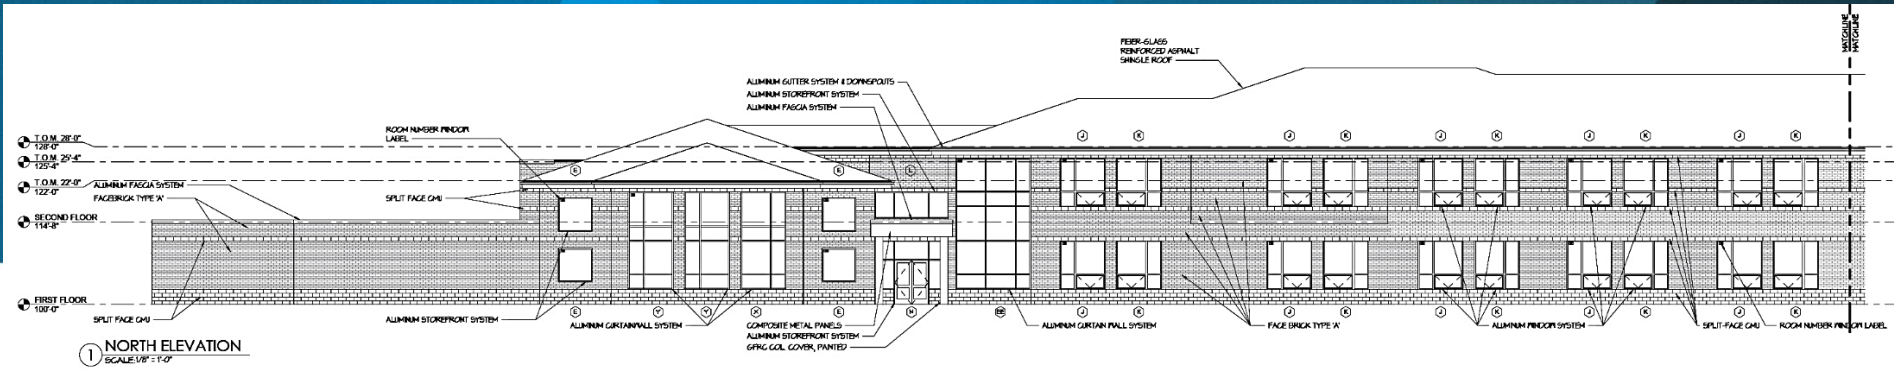 MATCHLINE
MATCHLINE
FIBER-GLASS
REINFORCED ASPHALT
SHINGLE ROOF
ALUMINUM GUTTER SYSTEM & DOWNSPOUTS
ALUMINUM STOREFRONT SYSTEM
ALUMINUM FASCIA SYSTEM
ROOM NUMBER WINDOW
LABEL
T.O.M. 28'-0"
128'-0"
T.O.M. 25'-4"
125'-4"
T.O.M. 22'-0"
122'-0"
ALUMINUM FASCIA SYSTEM
FACEBRICK TYPE 'A'
SPLIT FACE CMU
SECOND FLOOR
114'-8"
FIRST FLOOR
100'-0"
J K J K J K J K J K
E E L
E Y Y X E N EE J K J K J K J K J K
SPLIT FACE CMU
ALUMINUM STOREFRONT SYSTEM
ALUMINUM CURTAINWALL SYSTEM
COMPOSITE METAL PANELS
ALUMINUM STOREFRONT SYSTEM
GFRC COL COVER, PAINTED
ALUMINUM CURTAIN WALL SYSTEM
FACE BRICK TYPE 'A'
ALUMINUM WINDOW SYSTEM
SPLIT-FACE CMU
ROOM NUMBER WINDOW LABEL
1 NORTH ELEVATION
SCALE: 1/8" = 1'-0"